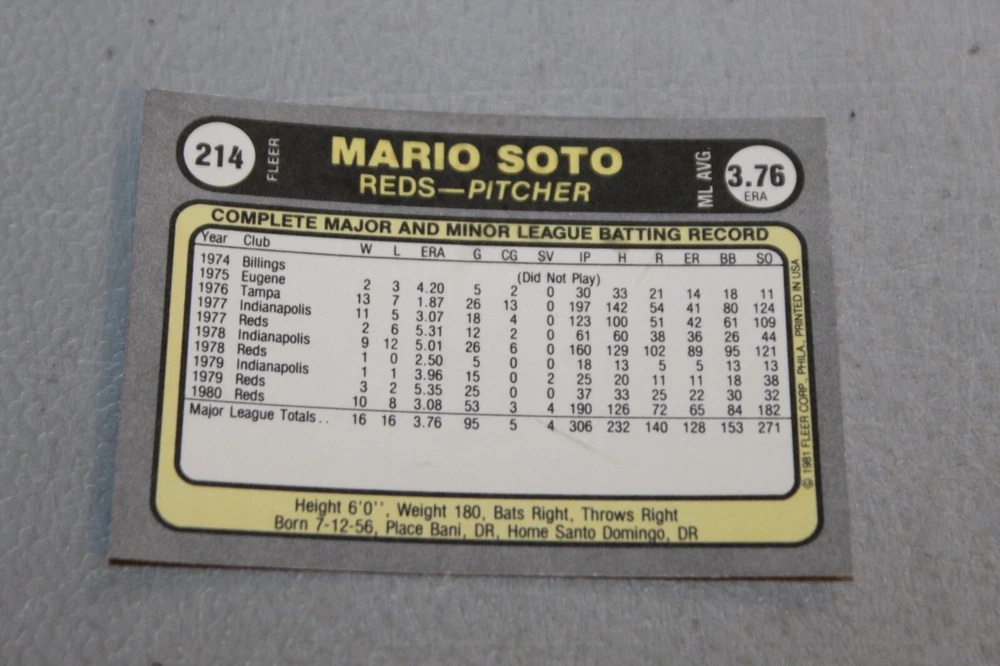 214
FLEER
MARIO SOTO
REDS—PITCHER
ML AVG.
3.76
ERA
COMPLETE MAJOR AND MINOR LEAGUE BATTING RECORD
Year Club W L ERA G CG SV IP H R ER BB SO
1974 Billings (Did Not Play)
1975 Eugene 2 3 4.20 5 2 0 30 33 21 14 18 11
1976 Tampa 13 7 1.87 26 13 0 197 142 54 41 80 124
1977 Indianapolis 11 5 3.07 18 4 0 123 100 51 42 61 109
1977 Reds 2 6 5.31 12 2 0 61 60 38 36 26 44
1978 Indianapolis 9 12 5.01 26 6 0 160 129 102 89 95 121
1978 Reds 1 0 2.50 5 0 0 18 13 5 5 13 13
1979 Indianapolis 1 1 3.96 15 0 2 25 20 11 11 18 38
1979 Reds 3 2 5.35 25 0 0 37 33 25 22 30 32
1980 Reds 10 8 3.08 53 3 4 190 126 72 65 84 182
Major League Totals.. 16 16 3.76 95 5 4 306 232 140 128 153 271
Height 6'0'', Weight 180, Bats Right, Throws Right
Born 7-12-56, Place Bani, DR, Home Santo Domingo, DR
© 1981 FLEER CORP., PHILA., PRINTED IN USA